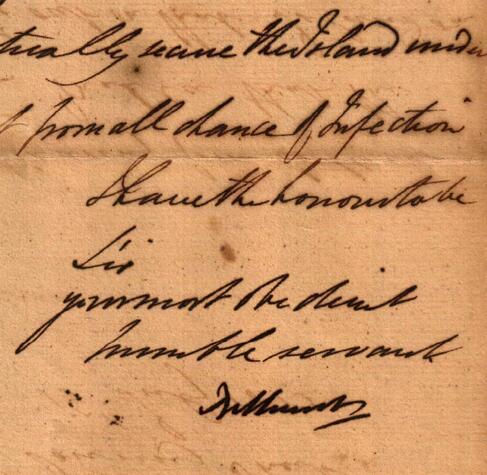 tually secure the Island under
from all chance of Infection
I have the honour to be
Sir
your most Obedient
humble servant
Bathurst